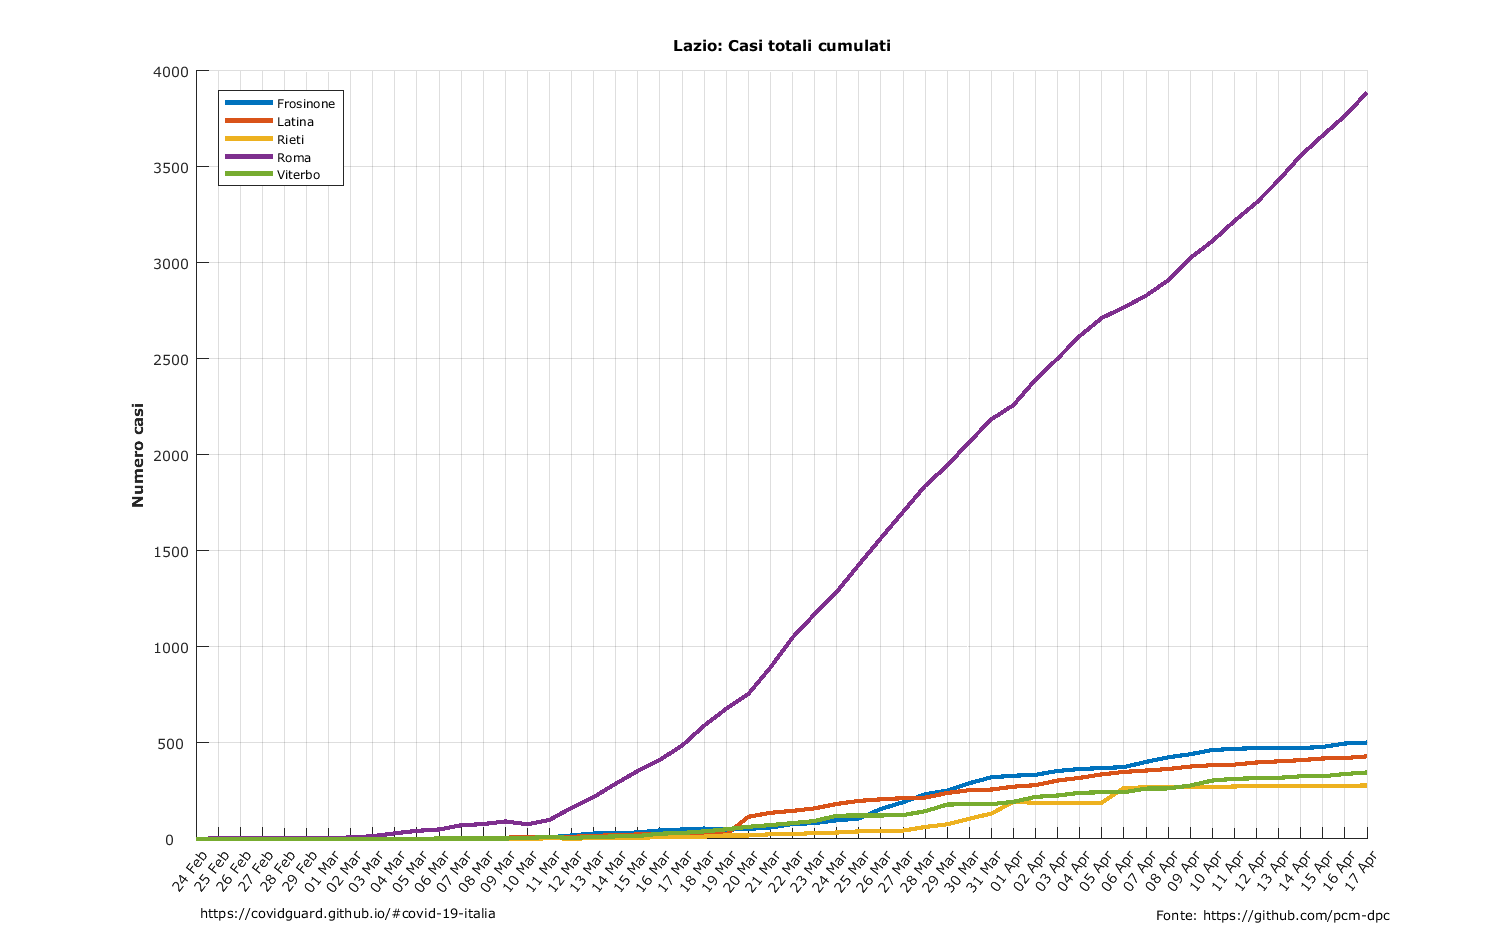 Lazio: Casi totali cumulati
4000
3500
3000
2500
2000
1500
1000
500
0
Numero casi
Frosinone
Latina
Rieti
Roma
Viterbo
24 Feb
25 Feb
26 Feb
27 Feb
28 Feb
29 Feb
01 Mar
02 Mar
03 Mar
04 Mar
05 Mar
06 Mar
07 Mar
08 Mar
09 Mar
10 Mar
11 Mar
12 Mar
13 Mar
14 Mar
15 Mar
16 Mar
17 Mar
18 Mar
19 Mar
20 Mar
21 Mar
22 Mar
23 Mar
24 Mar
25 Mar
26 Mar
27 Mar
28 Mar
29 Mar
30 Mar
31 Mar
01 Apr
02 Apr
03 Apr
04 Apr
05 Apr
06 Apr
07 Apr
08 Apr
09 Apr
10 Apr
11 Apr
12 Apr
13 Apr
14 Apr
15 Apr
16 Apr
17 Apr
https://covidguard.github.io/#covid-19-italia
Fonte: https://github.com/pcm-dpc